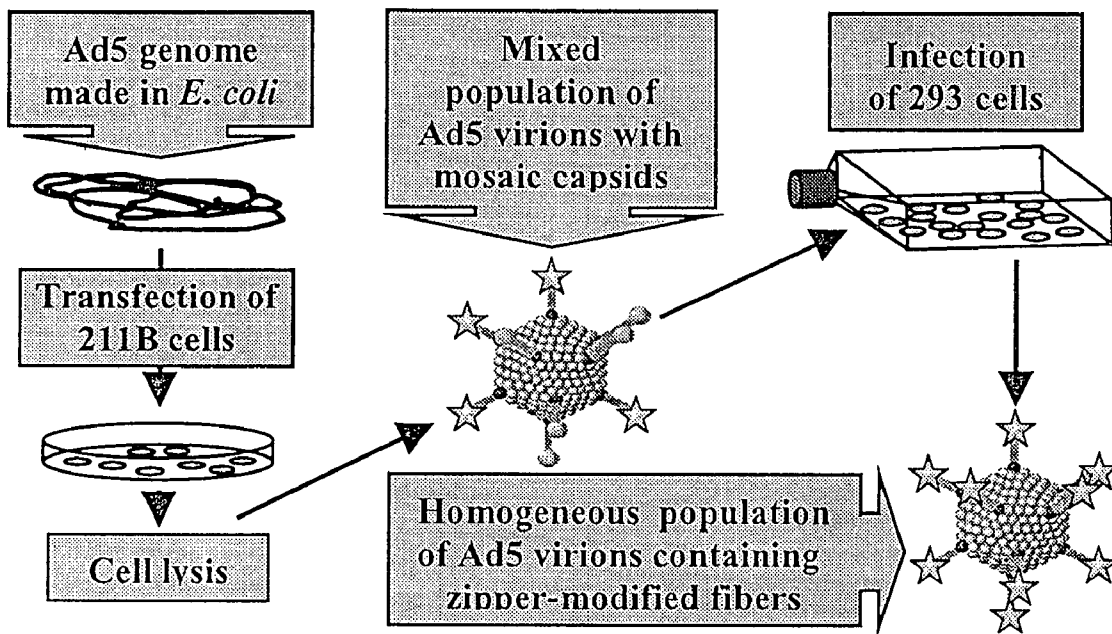 Ad5 genome
made in E. coli
Transfection of
211B cells
Cell lysis
Mixed
population of
Ad5 virions with
mosaic capsids
Infection
of 293 cells
Homogeneous population
of Ad5 virions containing
zipper-modified fibers